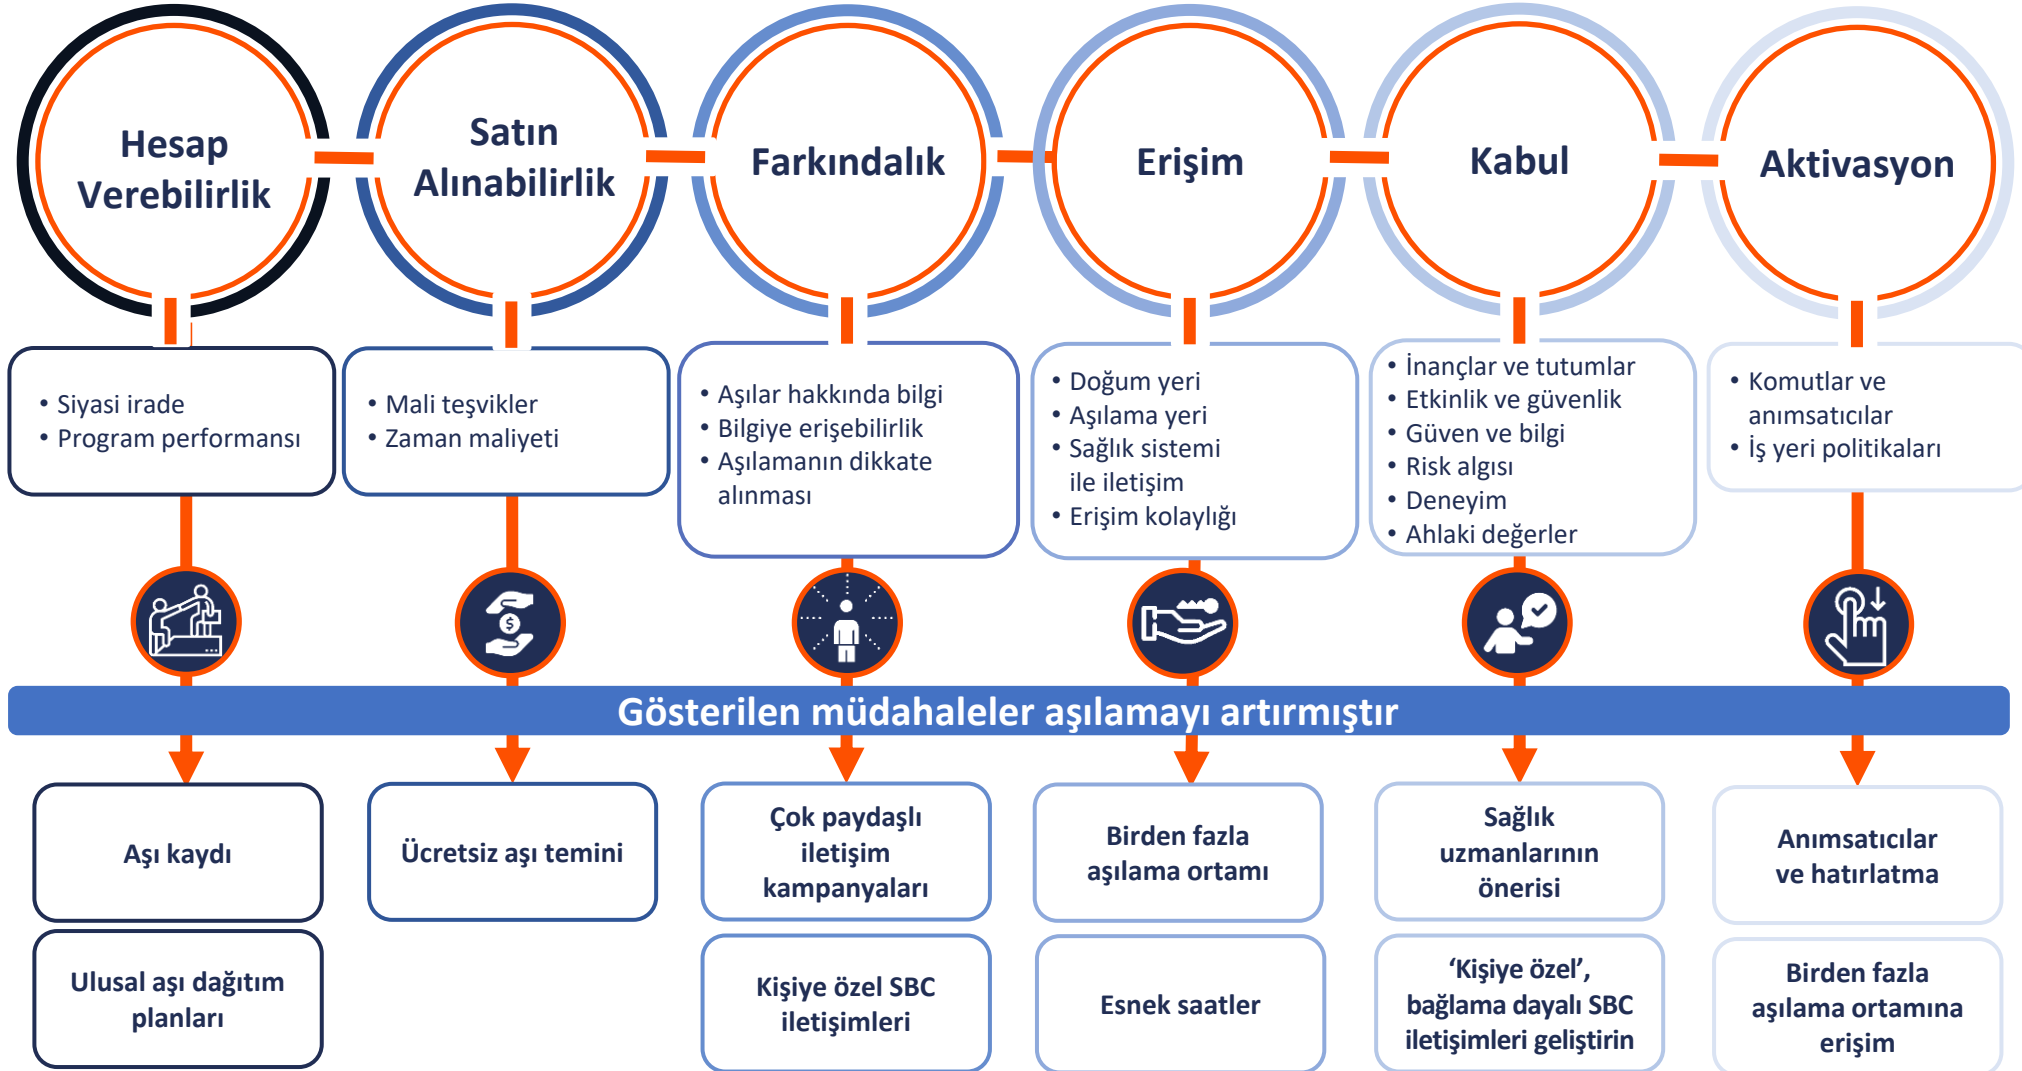 Hesap
Verebilirlik
Satın
Alınabilirlik
Farkındalık
Erişim
Kabul
Aktivasyon
• Siyasi irade
• Program performansı
• Mali teşvikler
• Zaman maliyeti
• Aşılar hakkında bilgi
• Bilgiye erişebilirlik
• Aşılamanın dikkate
alınması
• Doğum yeri
• Aşılama yeri
• Sağlık sistemi
ile iletişim
• Erişim kolaylığı
• İnançlar ve tutumlar
• Etkinlik ve güvenlik
• Güven ve bilgi
• Risk algısı
• Deneyim
• Ahlaki değerler
• Komutlar ve
anımsatıcılar
• İş yeri politikaları
$
Gösterilen müdahaleler aşılamayı artırmıştır
Aşı kaydı
Ücretsiz aşı temini
Çok paydaşlı
iletişim
kampanyaları
Birden fazla
aşılama ortamı
Sağlık
uzmanlarının
önerisi
Anımsatıcılar
ve hatırlatma
Ulusal aşı dağıtım
planları
Kişiye özel SBC
iletişimleri
Esnek saatler
‘Kişiye özel’,
bağlama dayalı SBC
iletişimleri geliştirin
Birden fazla
aşılama ortamına
erişim